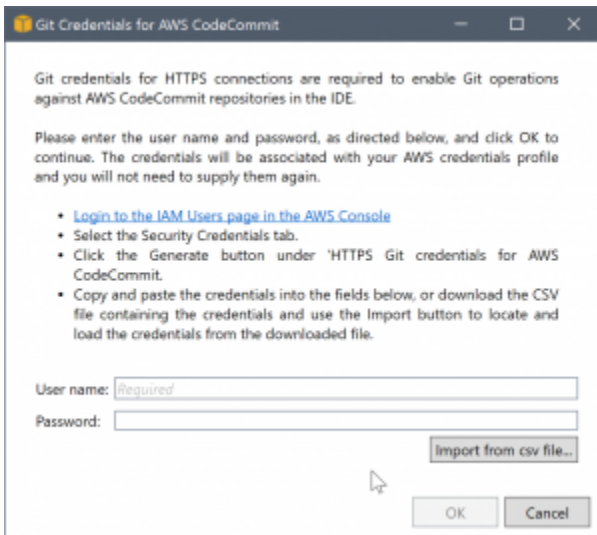 Git Credentials for AWS CodeCommit
Git credentials for HTTPS connections are required to enable Git operations
against AWS CodeCommit repositories in the IDE.
Please enter the user name and password, as directed below, and click OK to
continue. The credentials will be associated with your AWS credentials profile
and you will not need to supply them again.
• Login to the IAM Users page in the AWS Console
• Select the Security Credentials tab.
• Click the Generate button under 'HTTPS Git credentials for AWS
CodeCommit.
• Copy and paste the credentials into the fields below, or download the CSV
file containing the credentials and use the Import button to locate and
load the credentials from the downloaded file.
User name: Required
Password:
Import from csv file...
OK Cancel